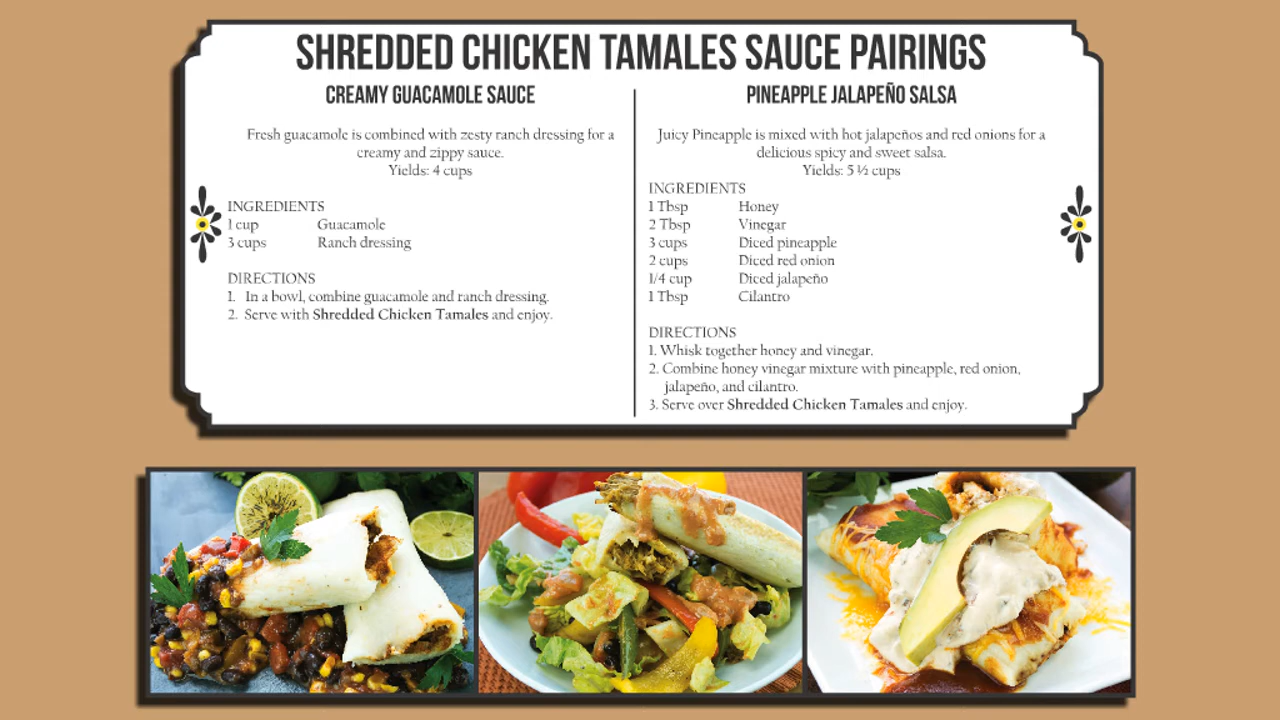 SHREDDED CHICKEN TAMALES SAUCE PAIRINGS
CREAMY GUACAMOLE SAUCE
Fresh guacamole is combined with zesty ranch dressing for a
creamy and zippy sauce.
Yields: 4 cups
INGREDIENTS
1 cup Guacamole
3 cups Ranch dressing
DIRECTIONS
1. In a bowl, combine guacamole and ranch dressing.
2. Serve with Shredded Chicken Tamales and enjoy.
PINEAPPLE JALAPEÑO SALSA
Juicy Pineapple is mixed with hot jalapeños and red onions for a
delicious spicy and sweet salsa.
Yields: 5 ½ cups
INGREDIENTS
1 Tbsp Honey
2 Tbsp Vinegar
3 cups Diced pineapple
2 cups Diced red onion
1/4 cup Diced jalapeño
1 Tbsp Cilantro
DIRECTIONS
1. Whisk together honey and vinegar.
2. Combine honey vinegar mixture with pineapple, red onion,
jalapeño, and cilantro.
3. Serve over Shredded Chicken Tamales and enjoy.